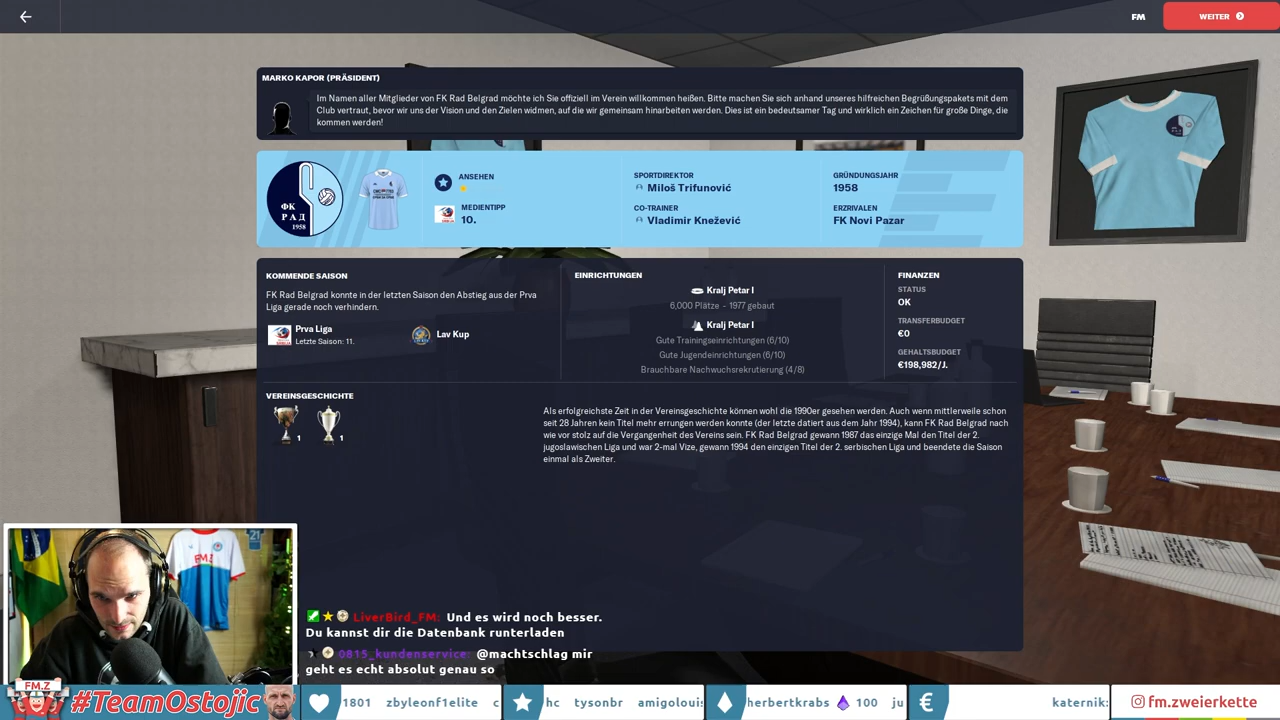 FM
WEITER
MARKO KAPOR (PRÄSIDENT)
Im Namen aller Mitglieder von FK Rad Belgrad möchte ich Sie offiziell im Verein willkommen heißen. Bitte machen Sie sich anhand unseres hilfreichen Begrüßungspakets mit dem
Club vertraut, bevor wir uns der Vision und den Zielen widmen, auf die wir gemeinsam hinarbeiten werden. Dies ist ein bedeutsamer Tag und wirklich ein Zeichen für große Dinge, die
kommen werden!
ФК
РАД
1958
ANSEHEN
MEDIENTIPP
10.
SPORTDIREKTOR
Miloš Trifunović
CO-TRAINER
Vladimir Knežević
GRÜNDUNGSJAHR
1958
ERZRIVALEN
FK Novi Pazar
KOMMENDE SAISON
FK Rad Belgrad konnte in der letzten Saison den Abstieg aus der Prva
Liga gerade noch verhindern.
Prva Liga
Letzte Saison: 11.
Lav Kup
EINRICHTUNGEN
Kralj Petar I
6,000 Plätze - 1977 gebaut
Kralj Petar I
Gute Trainingseinrichtungen (6/10)
Gute Jugendeinrichtungen (6/10)
Brauchbare Nachwuchsrekrutierung (4/8)
FINANZEN
STATUS
OK
TRANSFERBUDGET
€0
GEHALTSBUDGET
€198,982/J.
VEREINSGESCHICHTE
1
1
Als erfolgreichste Zeit in der Vereinsgeschichte können wohl die 1990er gesehen werden. Auch wenn mittlerweile schon
seit 28 Jahren kein Titel mehr errungen werden konnte (der letzte datiert aus dem Jahr 1994), kann FK Rad Belgrad nach
wie vor stolz auf die Vergangenheit des Vereins sein. FK Rad Belgrad gewann 1987 das einzige Mal den Titel der 2.
jugoslawischen Liga und war 2-mal Vize, gewann 1994 den einzigen Titel der 2. serbischen Liga und beendete die Saison
einmal als Zweiter.
21
FM.Z
LiverBird_FM: Und es wird noch besser.
Du kannst dir die Datenbank runterladen
0815_kundenservice: @machtschlag mir
geht es echt absolut genau so
FM.Z
#TeamOstojic
1801 zbyleonf1elite c
hc tysonbr amigolouis
herbertkrabs 100 ju
€
katernik:
fm.zweierkette